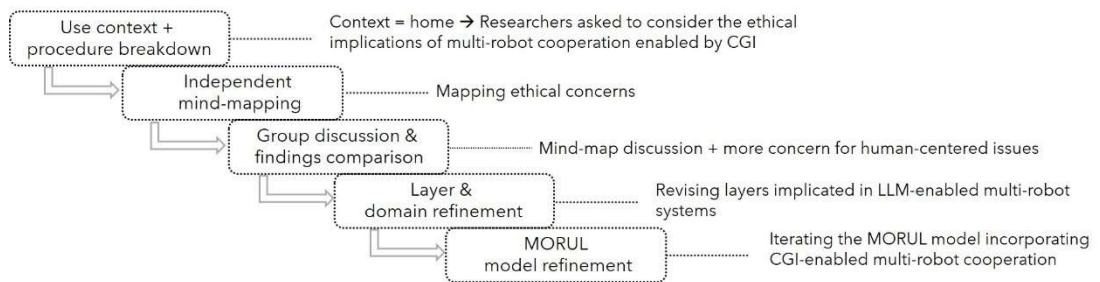 Use context +
procedure breakdown
Context = home → Researchers asked to consider the ethical
implications of multi-robot cooperation enabled by CGI
Independent
mind-mapping
Mapping ethical concerns
Group discussion &
findings comparison
Mind-map discussion + more concern for human-centered issues
Layer &
domain refinement
Revising layers implicated in LLM-enabled multi-robot
systems
MORUL
model refinement
Iterating the MORUL model incorporating
CGI-enabled multi-robot cooperation